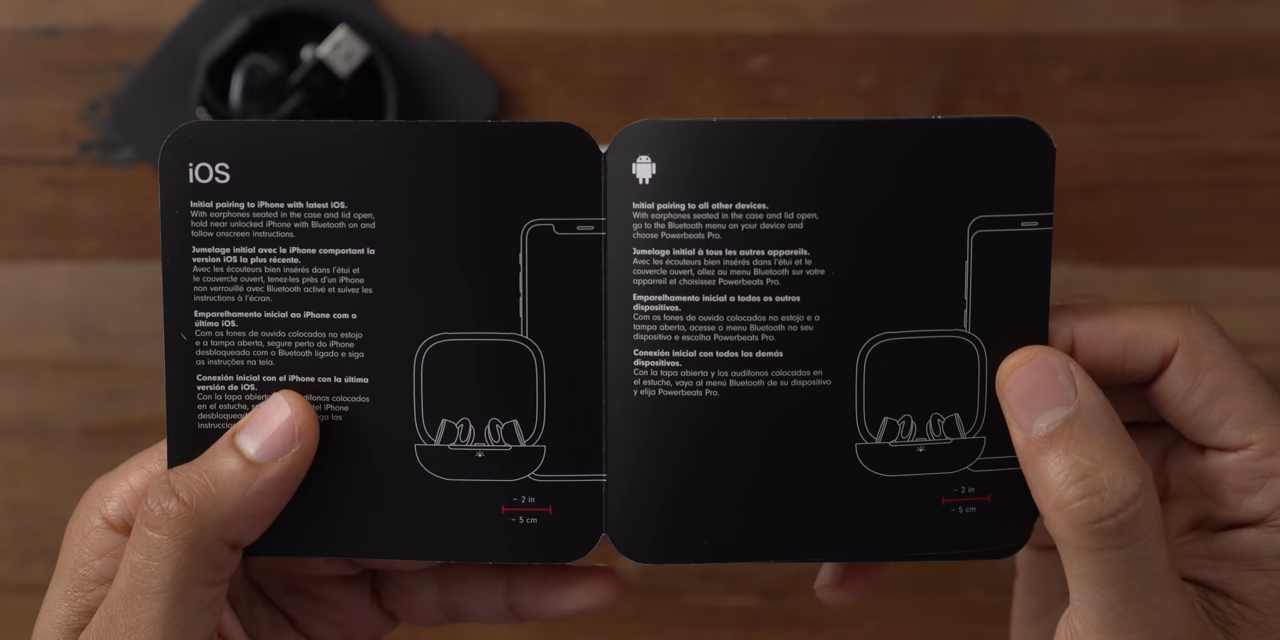 iOS
Initial pairing to iPhone with latest iOS.
With earphones seated in the case and lid open,
hold near unlocked iPhone with Bluetooth on and
follow onscreen instructions.
Jumelage initial avec le iPhone comportant la
version iOS la plus récente.
Avec les écouteurs bien insérés dans l'étui et
le couvercle ouvert, tenez-les près d'un iPhone
non verrouillé avec Bluetooth activé et suivez les
instructions à l'écran.
Emparelhamento inicial ao iPhone com o
último iOS.
Com os fones de ouvido colocados no estojo
e a tampa aberta, segure perto do iPhone
desbloqueado com o Bluetooth ligado e siga
as instruções na tela.
Conexión inicial con el iPhone con la última
versión de iOS.
Con la tapa colocados
en el estuche, iPhone
las
~ 2 in
~ 5 cm
Initial pairing to all other devices.
With earphones seated in the case and lid open,
go to the Bluetooth menu on your device and
choose Powerbeats Pro.
Jumelage initial à tous les autres appareils.
Avec les écouteurs bien insérés dans l'étui et le
couvercle ouvert, allez au menu Bluetooth sur votre
appareil et choisissez Powerbeats Pro.
Emparelhamento inicial a todos os outros
dispositivos.
Com os fones de ouvido colocados no estojo e a
tampa aberta, acesse o menu Bluetooth no seu
dispositivo e escolha Powerbeats Pro.
Conexión inicial con todos los demás
dispositivos.
Con la tapa abierta y los audífonos colocados en
el estuche, vaya al menú Bluetooth de su dispositivo
y elija Powerbeats Pro.
~ 2 in
~ 5 cm